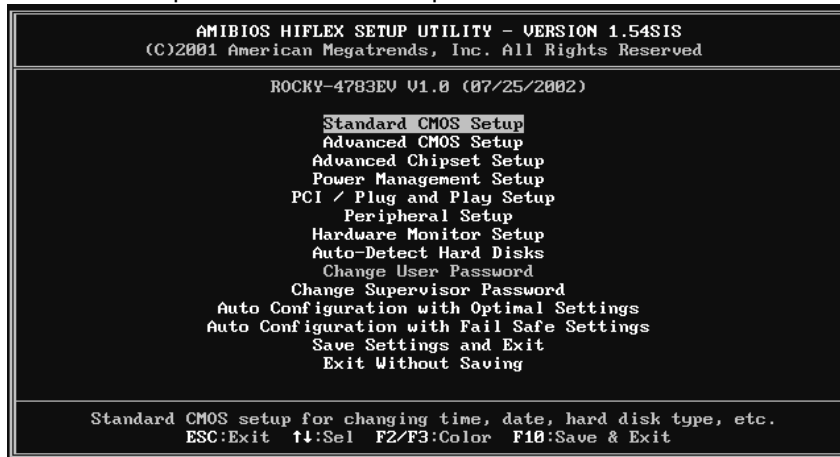 AMIBIOS HIFLEX SETUP UTILITY - VERSION 1.54SIS
(C)2001 American Megatrends, Inc. All Rights Reserved
ROCKY-4783EV V1.0 (07/25/2002)
Standard CMOS Setup
Advanced CMOS Setup
Advanced Chipset Setup
Power Management Setup
PCI / Plug and Play Setup
Peripheral Setup
Hardware Monitor Setup
Auto-Detect Hard Disks
Change User Password
Change Supervisor Password
Auto Configuration with Optimal Settings
Auto Configuration with Fail Safe Settings
Save Settings and Exit
Exit Without Saving
Standard CMOS setup for changing time, date, hard disk type, etc.
ESC:Exit ↑↓:Sel F2/F3:Color F10:Save & Exit